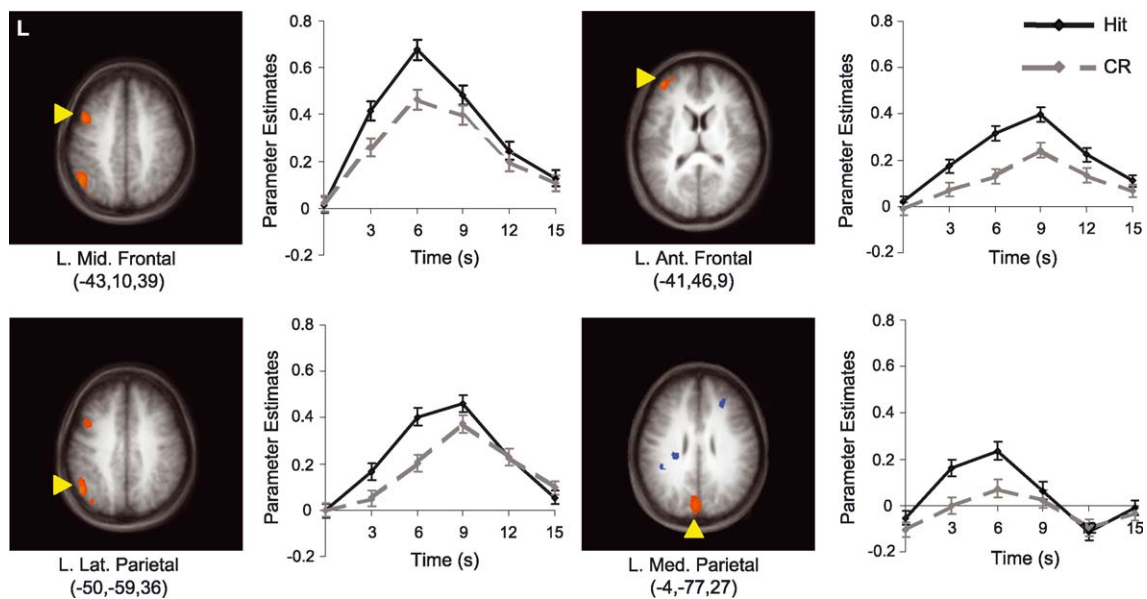 L
0.8
0.6
0.4
0.2
0
-0.2
Parameter Estimates
3 6 9 12 15
Time (s)
L. Mid. Frontal
(-43,10,39)
0.8
0.6
0.4
0.2
0
-0.2
Parameter Estimates
3 6 9 12 15
Time (s)
L. Ant. Frontal
(-41,46,9)
Hit
CR
0.8
0.6
0.4
0.2
0
-0.2
Parameter Estimates
3 6 9 12 15
Time (s)
L. Lat. Parietal
(-50,-59,36)
0.8
0.6
0.4
0.2
0
-0.2
Parameter Estimates
3 6 9 12 15
Time (s)
L. Med. Parietal
(-4,-77,27)